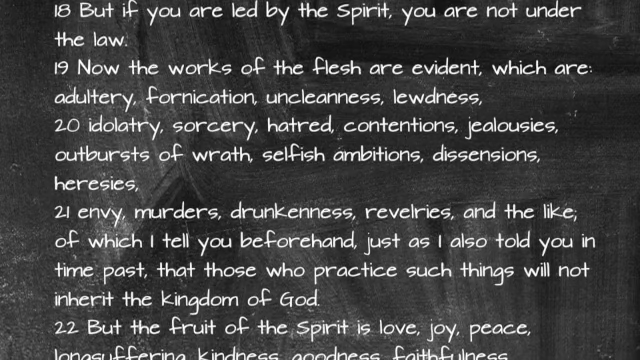 18 But if you are led by the Spirit, you are not under
the law.
19 Now the works of the flesh are evident, which are:
adultery, fornication, uncleanness, lewdness,
20 idolatry, sorcery, hatred, contentions, jealousies,
outbursts of wrath, selfish ambitions, dissensions,
heresies,
21 envy, murders, drunkenness, revelries, and the like;
of which I tell you beforehand, just as I also told you in
time past, that those who practice such things will not
inherit the kingdom of God.
22 But the fruit of the Spirit is love, joy, peace,
longsuffering, kindness, goodness, faithfulness,